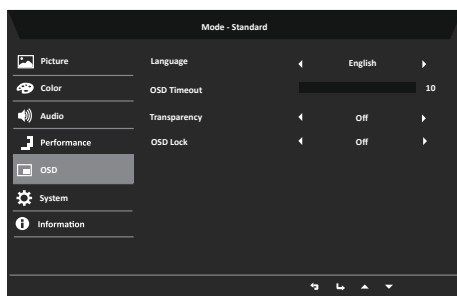 Mode - Standard
Picture
Color
Audio
Performance
OSD
System
Information
Language English
OSD Timeout 10
Transparency Off
OSD Lock Off